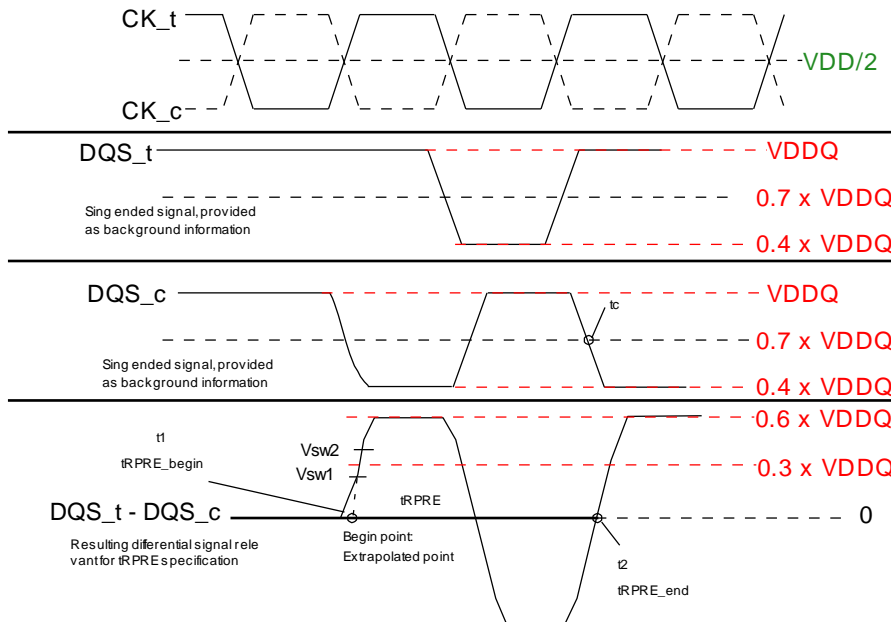 CK_t
VDD/2
CK_c
DQS_t
VDDQ
0.7 x VDDQ
Sing ended signal, provided
as background information
0.4 x VDDQ
DQS_c
VDDQ
tc
0.7 x VDDQ
Sing ended signal, provided
as background information
0.4 x VDDQ
0.6 x VDDQ
t1
Vsw2
tRPRE_begin
0.3 x VDDQ
Vsw1
tRPRE
DQS_t - DQS_c
0
Resulting diferential signal rele
vant for tRPRE specification
Begin point:
Extrapolated point
t2
tRPRE_end